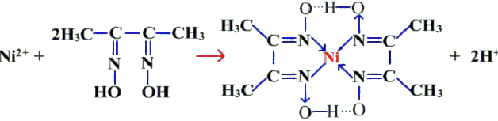 O···H—O
H₃C CH₃
2H₃C—C—C—CH₃ C=N N=C
Ni²⁺ + N N → Ni + 2H⁺
HO OH C=N N=C
H₃C CH₃
O—H···O